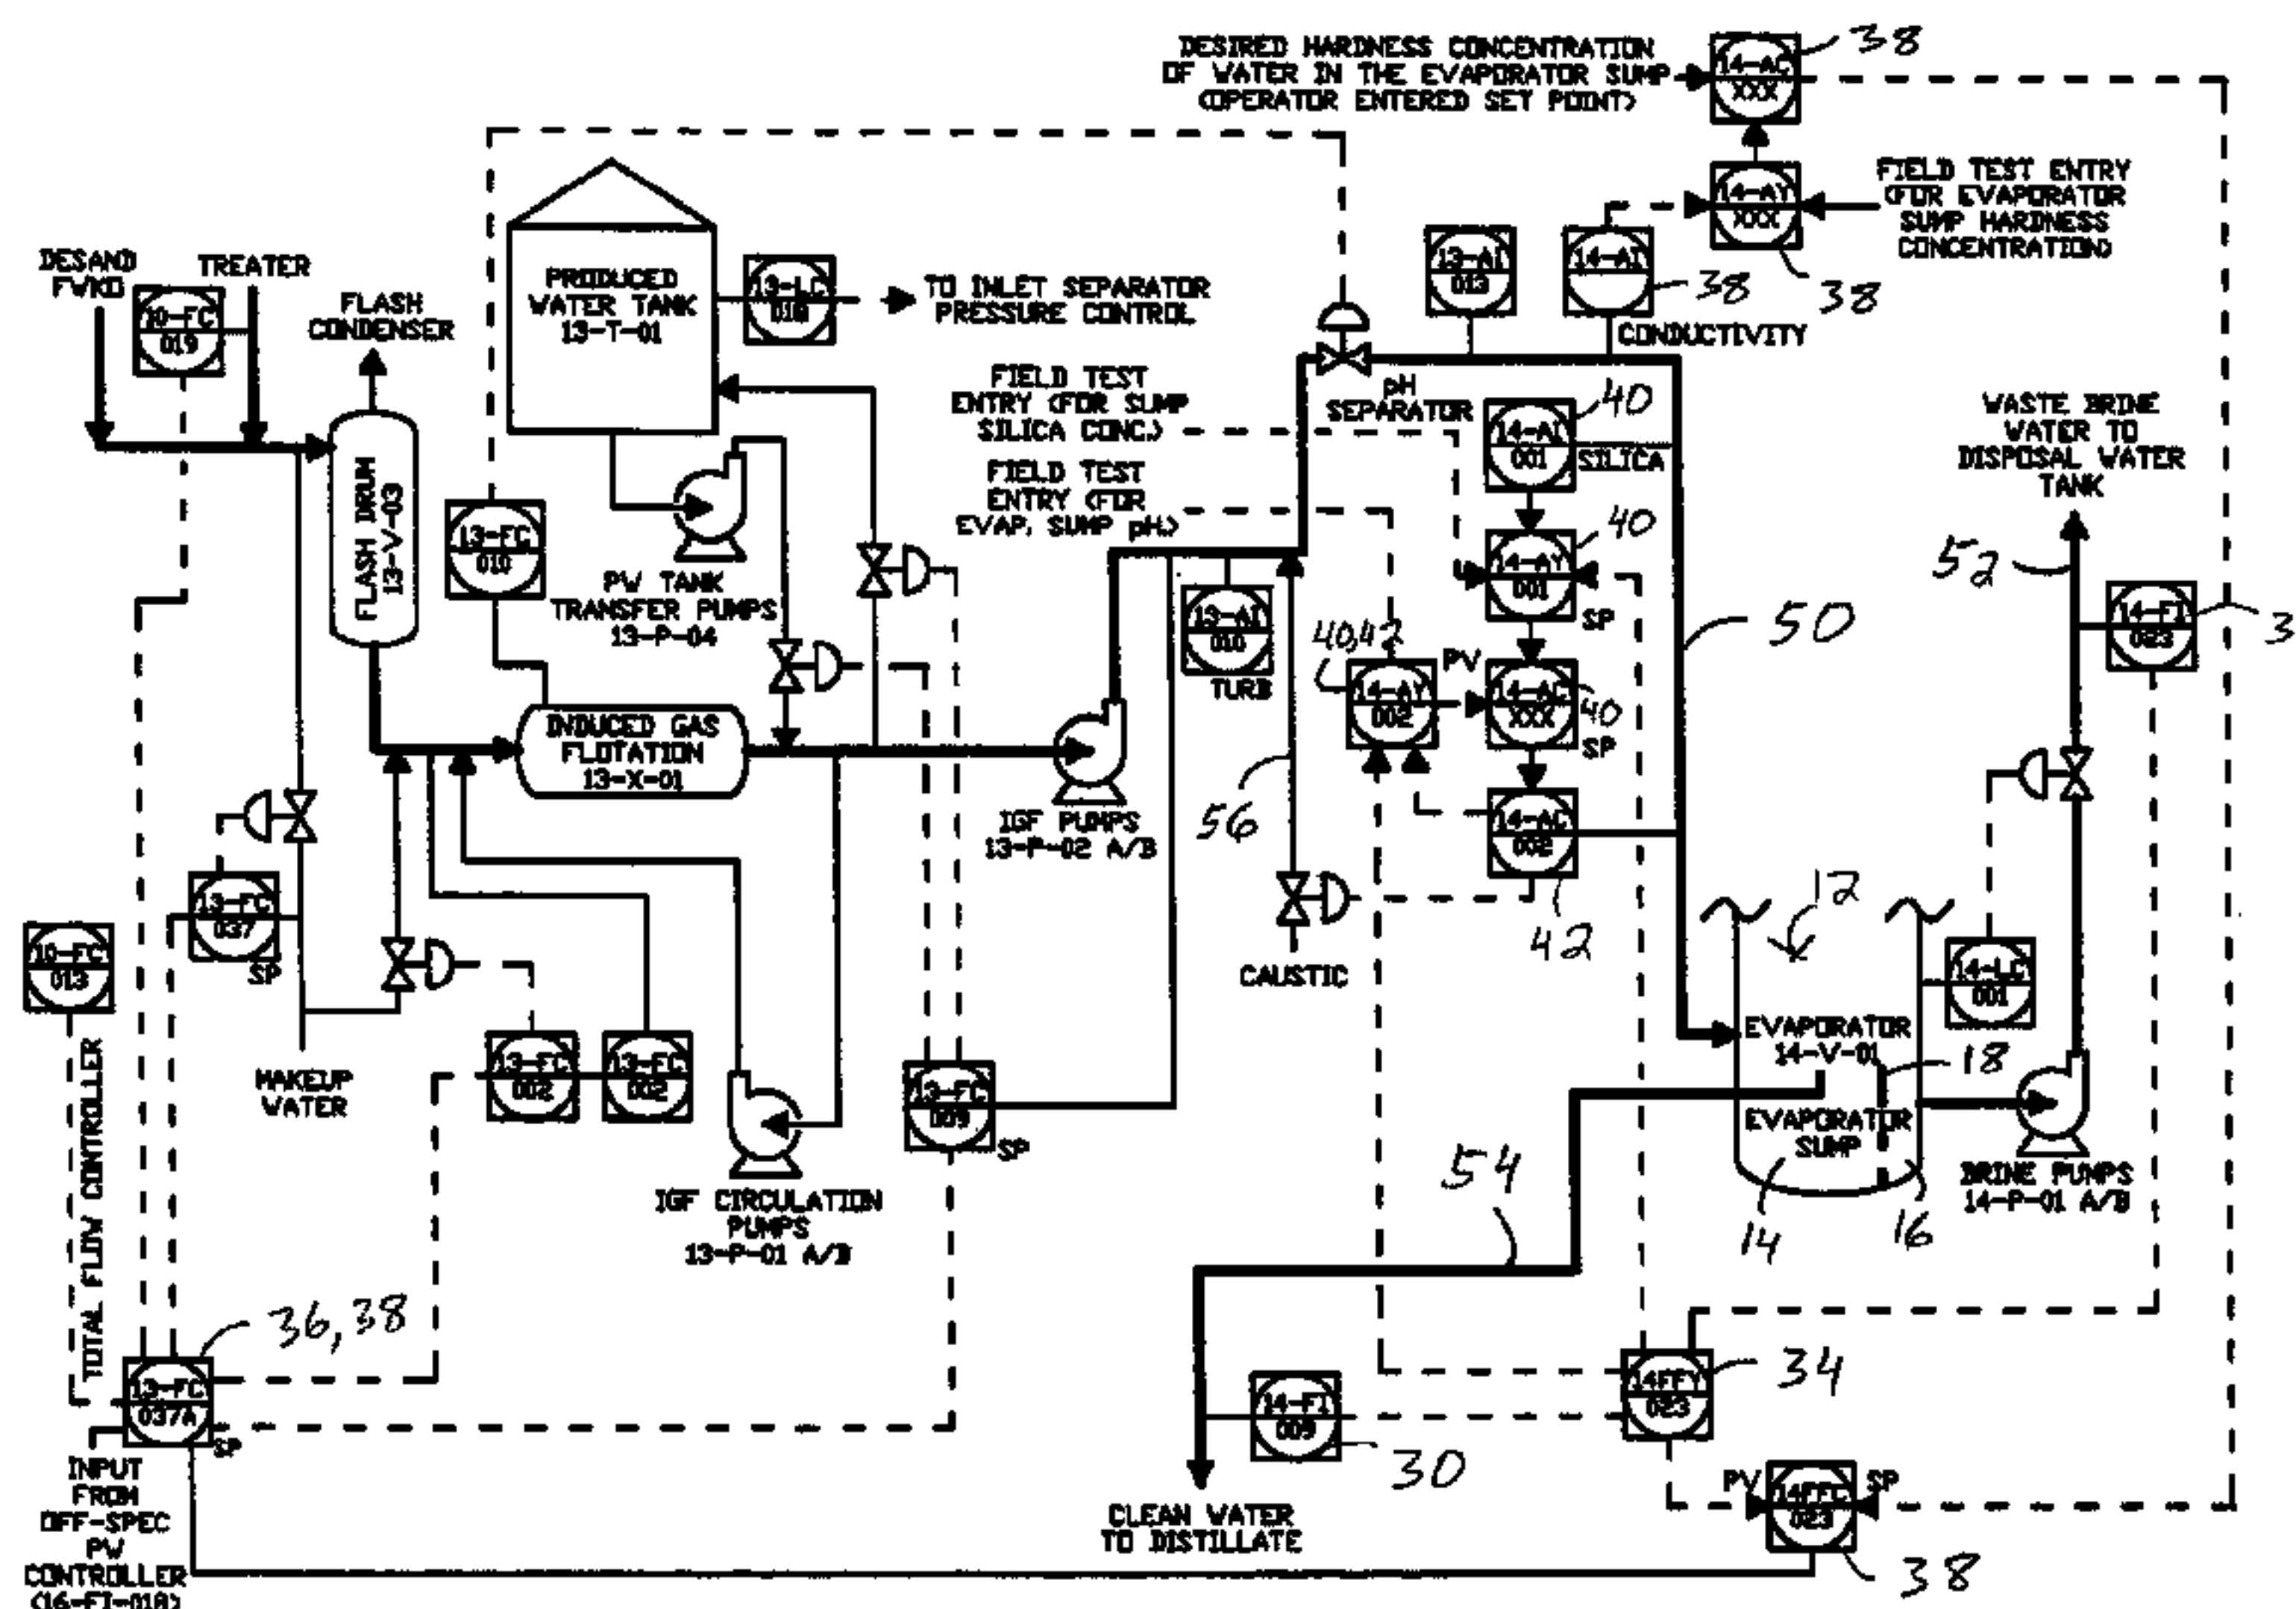 DESIRED HARDNESS CONCENTRATION
OF WATER IN THE EVAPORATOR SUMP
(OPERATOR ENTERED SET POINT)
14-AC
XXX
38
14-AY
XXX
38
FIELD TEST ENTRY
(FOR EVAPORATOR
SUMP HARDNESS
CONCENTRATION)
14-AI
38
CONDUCTIVITY
13-AI
013
DESAND
FWKO
10-FC
019
TREATER
FLASH
CONDENSER
PRODUCED
WATER TANK
13-T-01
13-LC
TO INLET SEPARATOR
PRESSURE CONTROL
FIELD TEST
ENTRY (FOR SUMP
SILICA CONC.)
FIELD TEST
ENTRY (FOR
EVAP. SUMP pH)
pH
SEPARATOR
14-AI
001
40
SILICA
14-AY
001
40
SP
FLASH DRUM
13-V-03
13-FC
010
PW TANK
TRANSFER PUMPS
13-P-04
13-AI
010
TURB
40,42
14-AY
002
PV
14-AC
XXX
40
SP
14-AC
002
42
56
CAUSTIC
50
WASTE BRINE
WATER TO
DISPOSAL WATER
TANK
52
14-FI
023
3
INDUCED GAS
FLOTATION
13-X-01
IGF PUMPS
13-P-02 A/B
13-FC
037
SP
10-FC
013
MAKEUP
WATER
13-FC
002
13-FC
002
IGF CIRCULATION
PUMPS
13-P-01 A/B
13-FC
009
SP
12
14-LC
001
EVAPORATOR
14-V-01
18
EVAPORATOR
SUMP
14
16
BRINE PUMPS
14-P-01 A/B
54
TOTAL FLOW CONTROLLER
36,38
13-FC
037A
SP
INPUT
FROM
OFF-SPEC
PW
CONTROLLER
(16-FI-018)
14-FI
009
30
CLEAN WATER
TO DISTILLATE
14FFY
023
34
PV
14FFC
023
SP
38